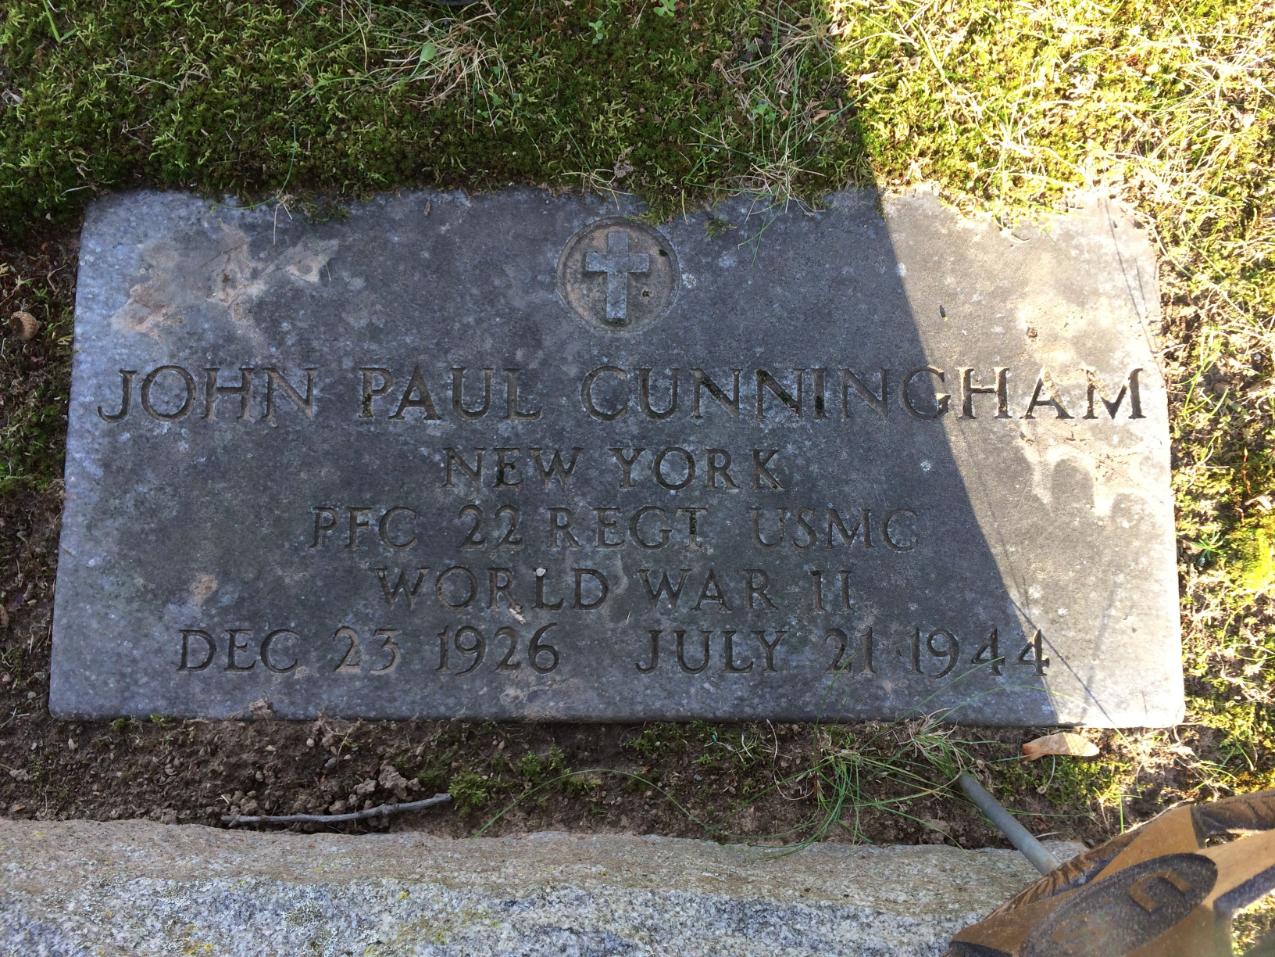 JOHN PAUL CUNNINGHAM
NEW YORK
PFC 22 REGT USMC
WORLD WAR II
DEC 23 1926 JULY 21 1944